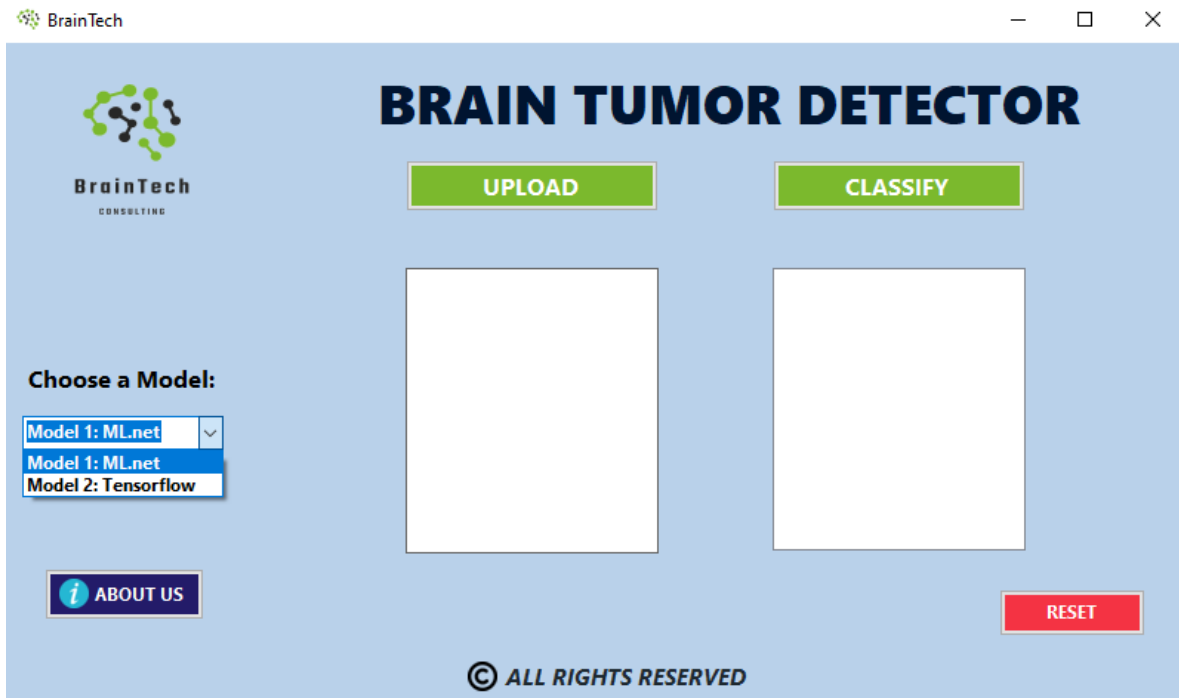 BrainTech
BRAIN TUMOR DETECTOR
BrainTech
CONSULTING
UPLOAD
CLASSIFY
Choose a Model:
Model 1: ML.net
Model 1: ML.net
Model 2: Tensorflow
i ABOUT US
RESET
© ALL RIGHTS RESERVED